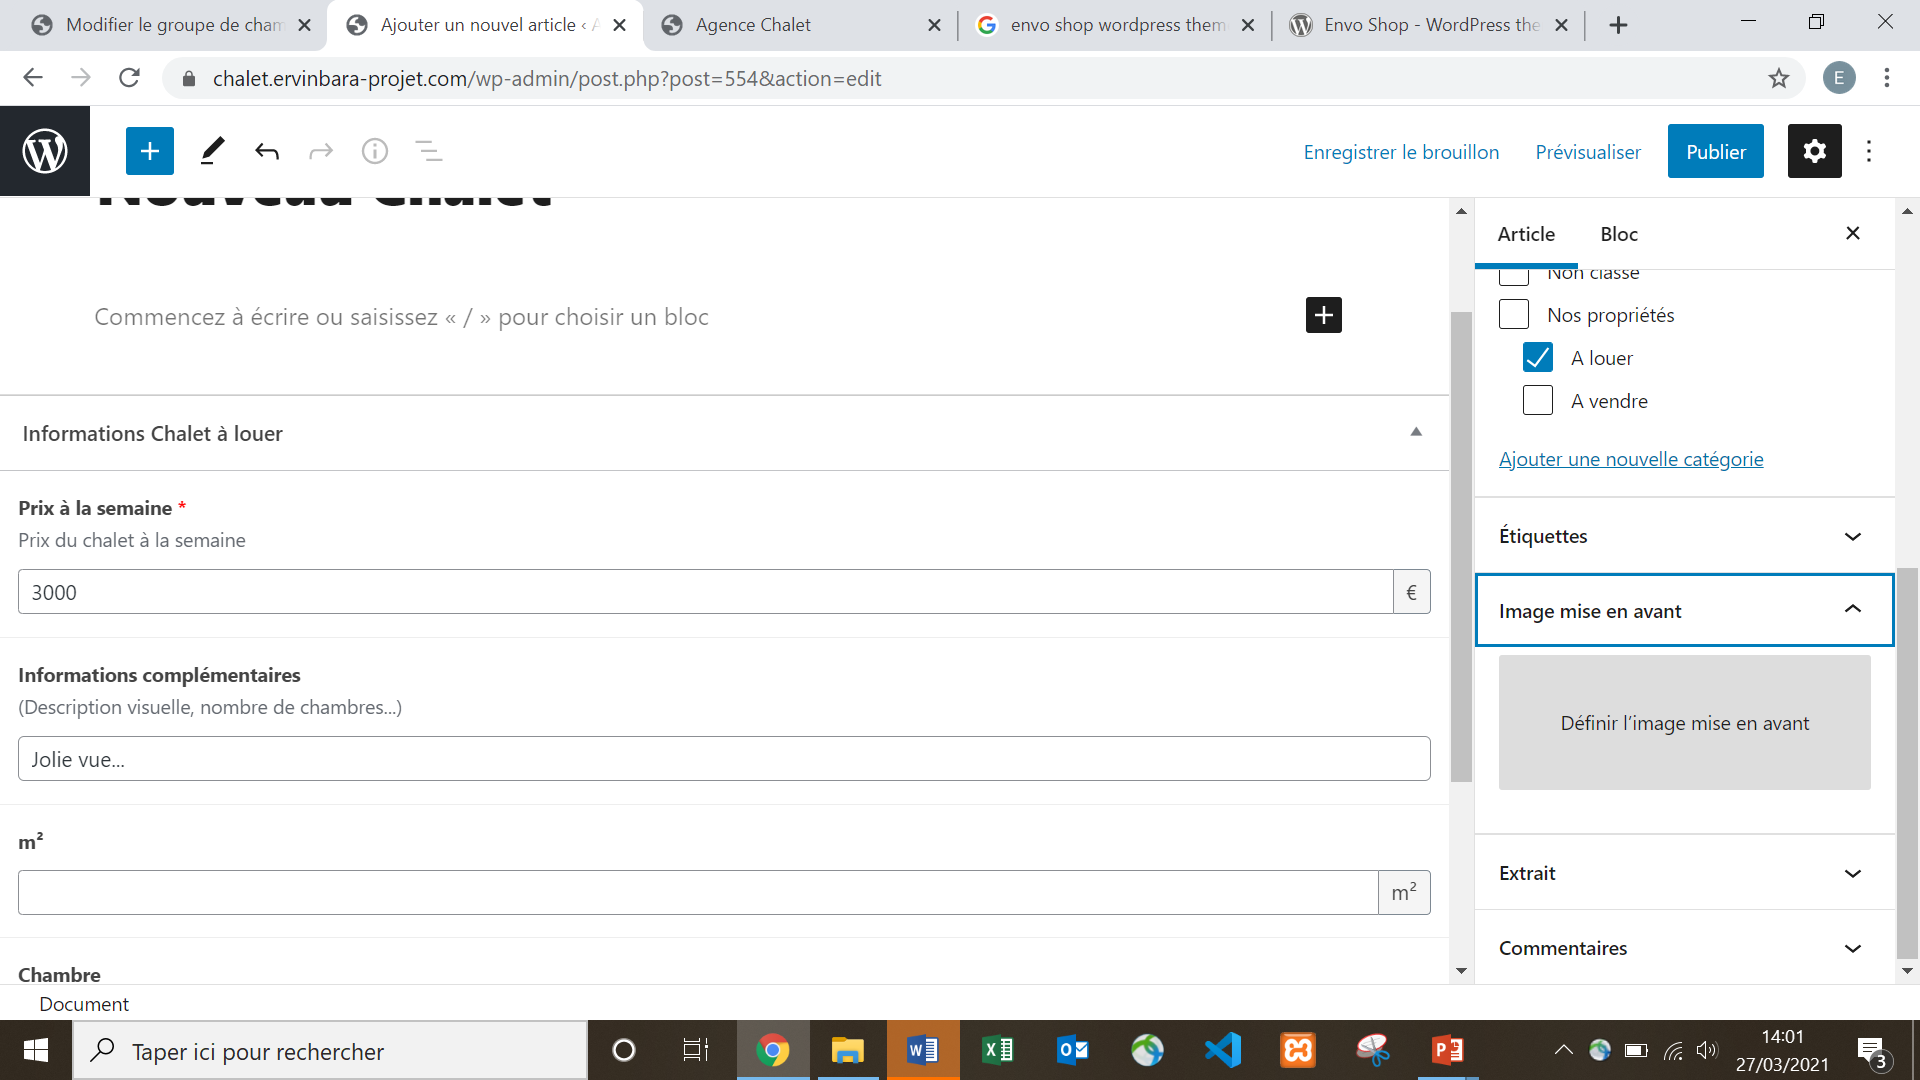 Modifier le groupe de cham
Ajouter un nouvel article ‹ A
Agence Chalet
envo shop wordpress them
Envo Shop - WordPress the
chalet.ervinbara-projet.com/wp-admin/post.php?post=554&action=edit
E
Enregistrer le brouillon
Prévisualiser
Publier
Nouveau Chalet
Commencez à écrire ou saisissez « / » pour choisir un bloc
Informations Chalet à louer
Prix à la semaine *
Prix du chalet à la semaine
3000
€
Informations complémentaires
(Description visuelle, nombre de chambres...)
Jolie vue...
m²
m²
Chambre
Document
Article
Bloc
Non classé
Nos propriétés
A louer
A vendre
Ajouter une nouvelle catégorie
Étiquettes
Image mise en avant
Définir l’image mise en avant
Extrait
Commentaires
Taper ici pour rechercher
14:01
27/03/2021
3